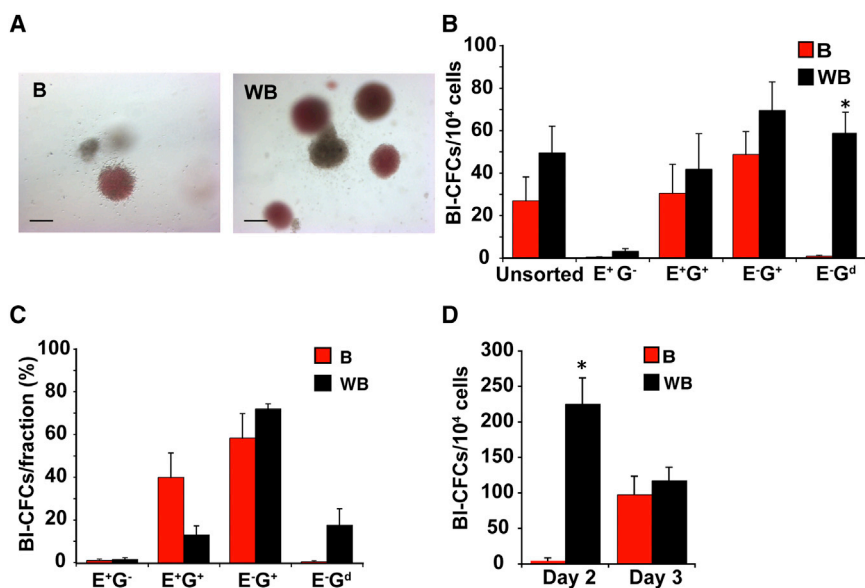 A
B
WB
B
BI-CFCs/10⁴ cells
100
80
60
40
20
0
B
WB
*
Unsorted E⁺ G⁻ E⁺G⁺ E⁻G⁺ E⁻Gᵈ
C
BI-CFCs/fraction (%)
100
80
60
40
20
0
B
WB
E⁺G⁻ E⁺G⁺ E⁻G⁺ E⁻Gᵈ
D
BI-CFCs/10⁴ cells
300
250
200
150
100
50
0
B
WB
*
Day 2 Day 3